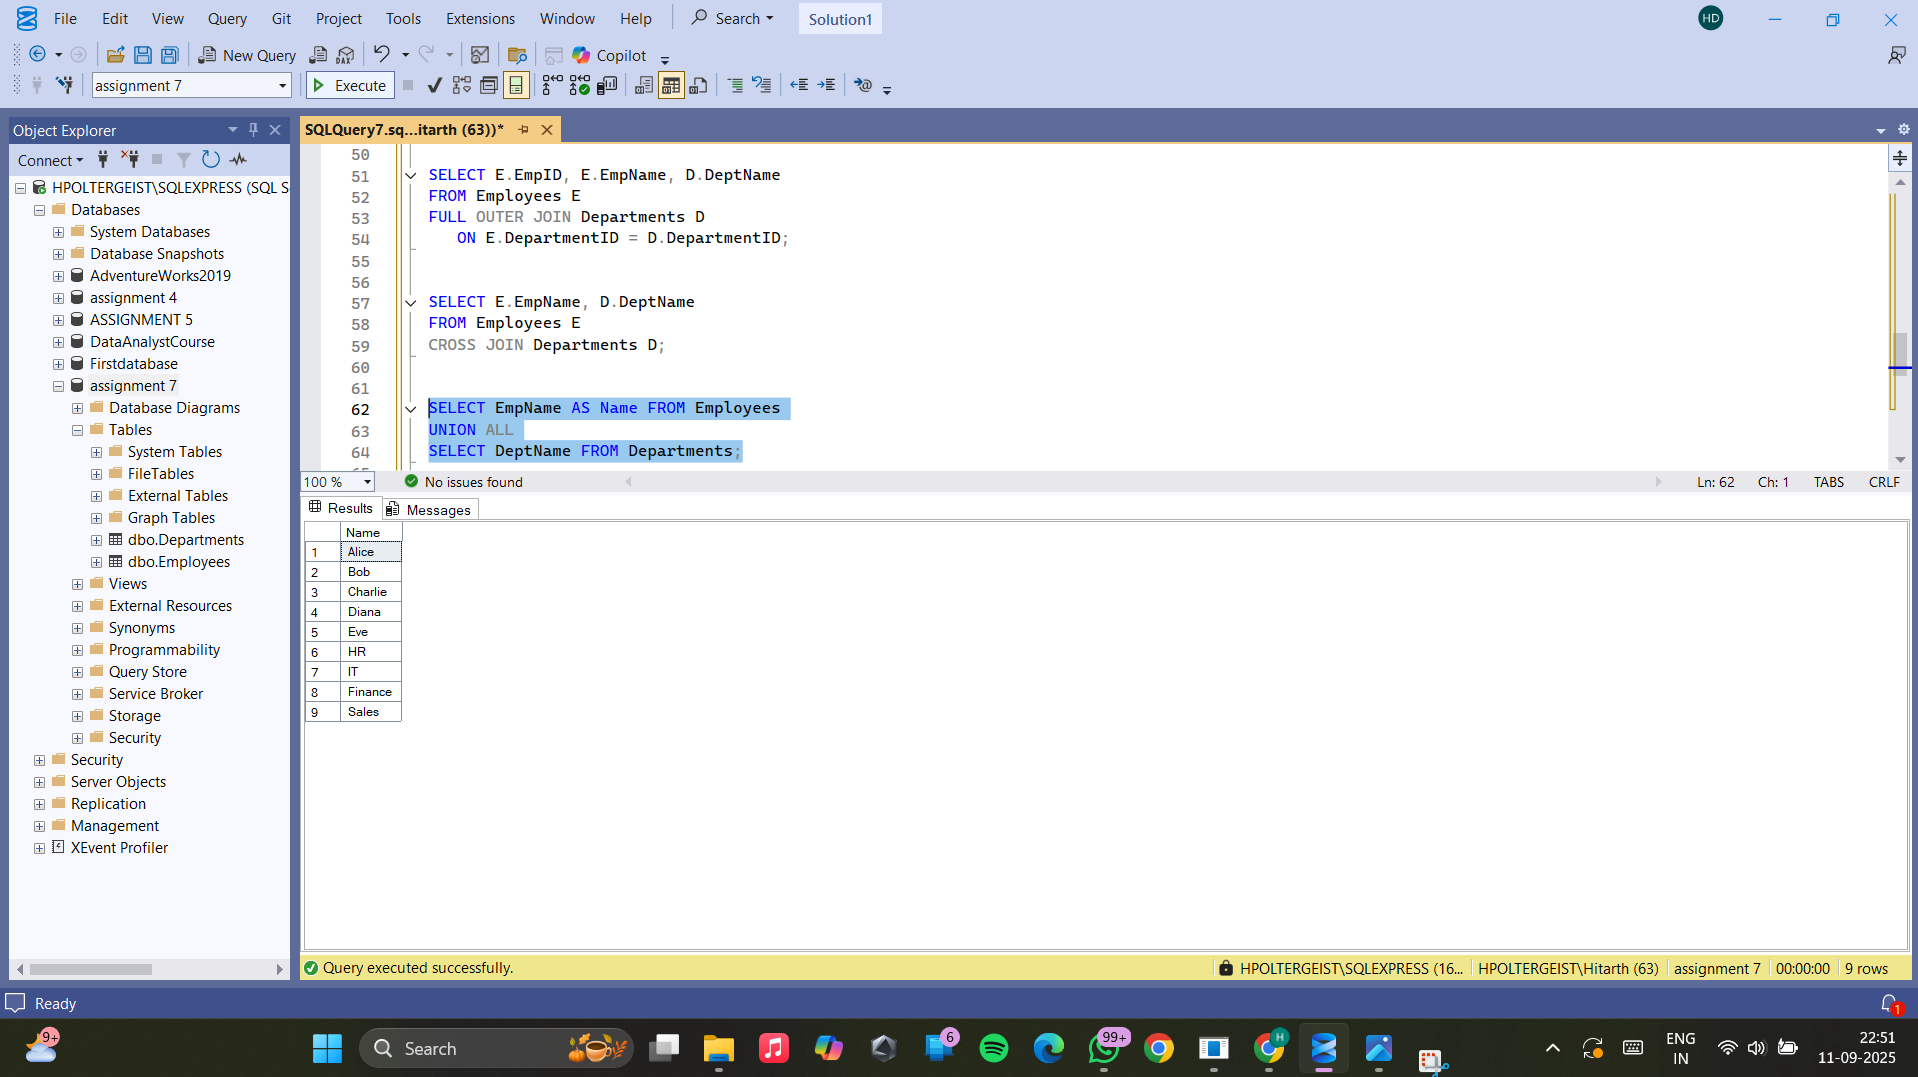 File Edit View Query Git Project Tools Extensions Window Help Search Solution1 HD
New Query DAX Copilot
assignment 7 Execute
Object Explorer
Connect
HPOLTERGEIST\SQLEXPRESS (SQL S
Databases
System Databases
Database Snapshots
AdventureWorks2019
assignment 4
ASSIGNMENT 5
DataAnalystCourse
Firstdatabase
assignment 7
Database Diagrams
Tables
System Tables
FileTables
External Tables
Graph Tables
dbo.Departments
dbo.Employees
Views
External Resources
Synonyms
Programmability
Query Store
Service Broker
Storage
Security
Security
Server Objects
Replication
Management
XEvent Profiler
SQLQuery7.sq...itarth (63))*
50
51 SELECT E.EmpID, E.EmpName, D.DeptName
52 FROM Employees E
53 FULL OUTER JOIN Departments D
54 ON E.DepartmentID = D.DepartmentID;
55
56
57 SELECT E.EmpName, D.DeptName
58 FROM Employees E
59 CROSS JOIN Departments D;
60
61
62 SELECT EmpName AS Name FROM Employees
63 UNION ALL
64 SELECT DeptName FROM Departments;
100 % No issues found Ln: 62 Ch: 1 TABS CRLF
Results Messages
Name
1 Alice
2 Bob
3 Charlie
4 Diana
5 Eve
6 HR
7 IT
8 Finance
9 Sales
Query executed successfully. HPOLTERGEIST\SQLEXPRESS (16... HPOLTERGEIST\Hitarth (63) assignment 7 00:00:00 9 rows
Ready 1
9+ Search 6 99+ H ENG IN 22:51 11-09-2025